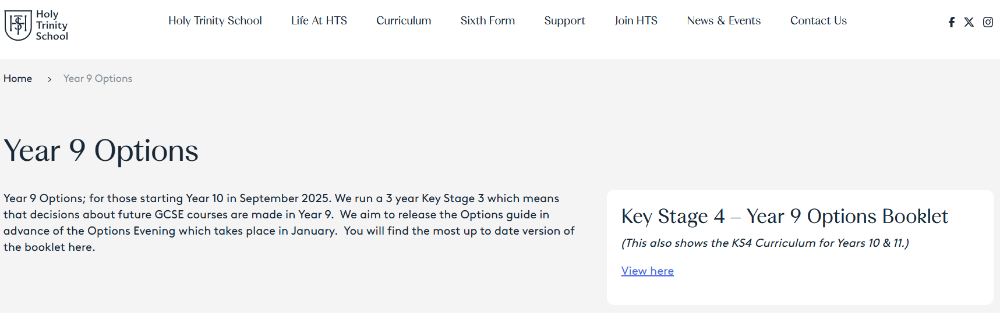 Holy
Trinity
School
Holy Trinity School
Life At HTS
Curriculum
Sixth Form
Support
Join HTS
News & Events
Contact Us
Home > Year 9 Options
Year 9 Options
Year 9 Options; for those starting Year 10 in September 2025. We run a 3 year Key Stage 3 which means
that decisions about future GCSE courses are made in Year 9.  We aim to release the Options guide in
advance of the Options Evening which takes place in January.  You will find the most up to date version of
the booklet here.
Key Stage 4 – Year 9 Options Booklet
(This also shows the KS4 Curriculum for Years 10 & 11.)
View here